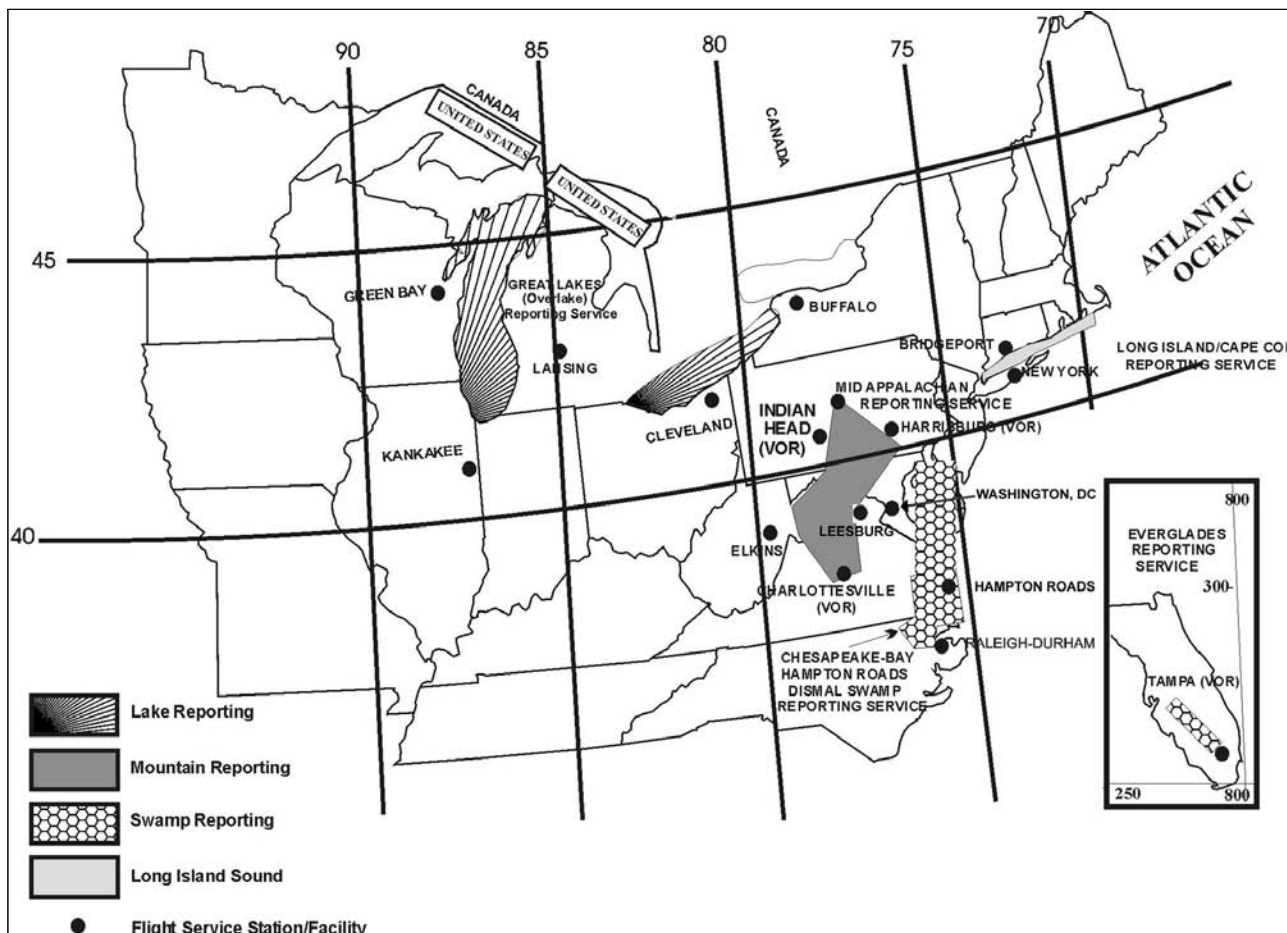 90
85
80
75
70
CANADA
UNITED STATES
CANADA
UNITED STATES
ATLANTIC
OCEAN
45
GREEN BAY
GREAT LAKES
(Overlake)
Reporting Service
LANSING
BUFFALO
BRIDGEPORT
NEW YORK
LONG ISLAND/CAPE CO
REPORTING SERVICE
MID APPALACHIAN
REPORTING SERVICE
INDIAN
HEAD
(VOR)
HARRISBURG (VOR)
CLEVELAND
KANKAKEE
40
WASHINGTON, DC
LEESBURG
ELKINS
CHARLOTTESVILLE
(VOR)
HAMPTON ROADS
RALEIGH-DURHAM
CHESAPEAKE-BAY
HAMPTON ROADS
DISMAL SWAMP
REPORTING SERVICE
800
EVERGLADES
REPORTING
SERVICE
300
TAMPA (VOR)
250
800
Lake Reporting
Mountain Reporting
Swamp Reporting
Long Island Sound
Flight Service Station/Facility